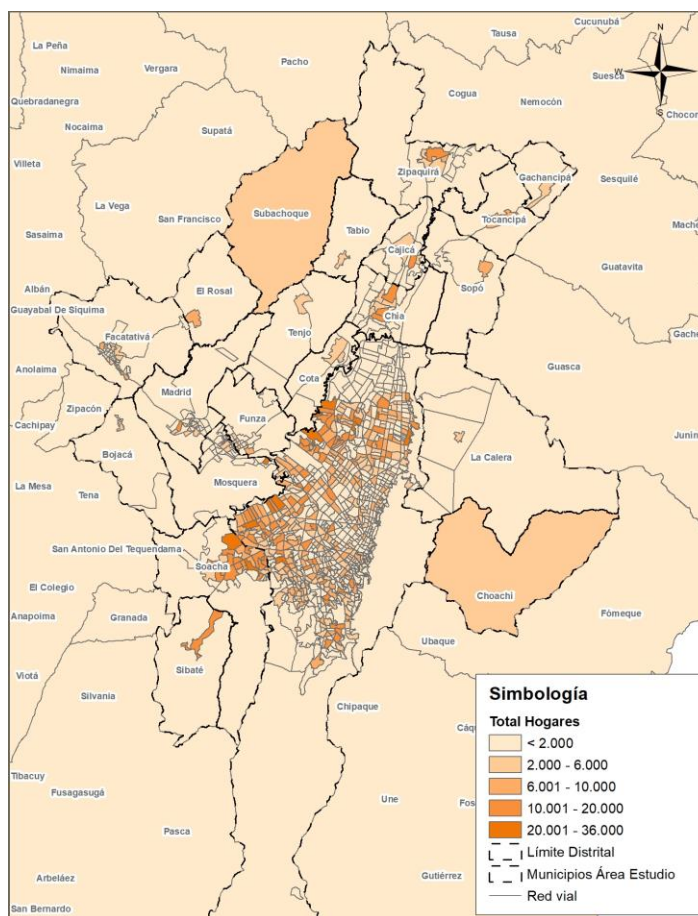 Cucunubá
Tausa
La Peña
Pacho
N
Nimaima
Vergara
Suesca
W
E
S
Cogua
Nemocón
Quebradanegra
Nocaima
Supatá
Villeta
Zipaquirá
Gachancipá
Sesquilé
La Vega
San Francisco
Subachoque
Tabio
Tocancipá
Sasaima
Cajicá
Guatavita
Albán
El Rosal
Sopó
Guayabal De Siquima
Chia
Facatativá
Tenjo
Anolaima
Cota
Guasca
Madrid
Zipacón
Funza
Cachipay
Junin
Bojacá
La Calera
La Mesa
Tena
Mosquera
San Antonio Del Tequendama
Soacha
Choachi
El Colegio
Anapoima
Granada
Fómeque
Sibaté
Ubaque
Viotá
Silvania
Chipaque
Tibacuy
Fusagasugá
Une
Pasca
Arbeláez
Gutiérrez
San Bernardo
Simbología
Total Hogares
< 2.000
2.000 - 6.000
6.001 - 10.000
10.001 - 20.000
20.001 - 36.000
Límite Distrital
Municipios Área Estudio
Red vial